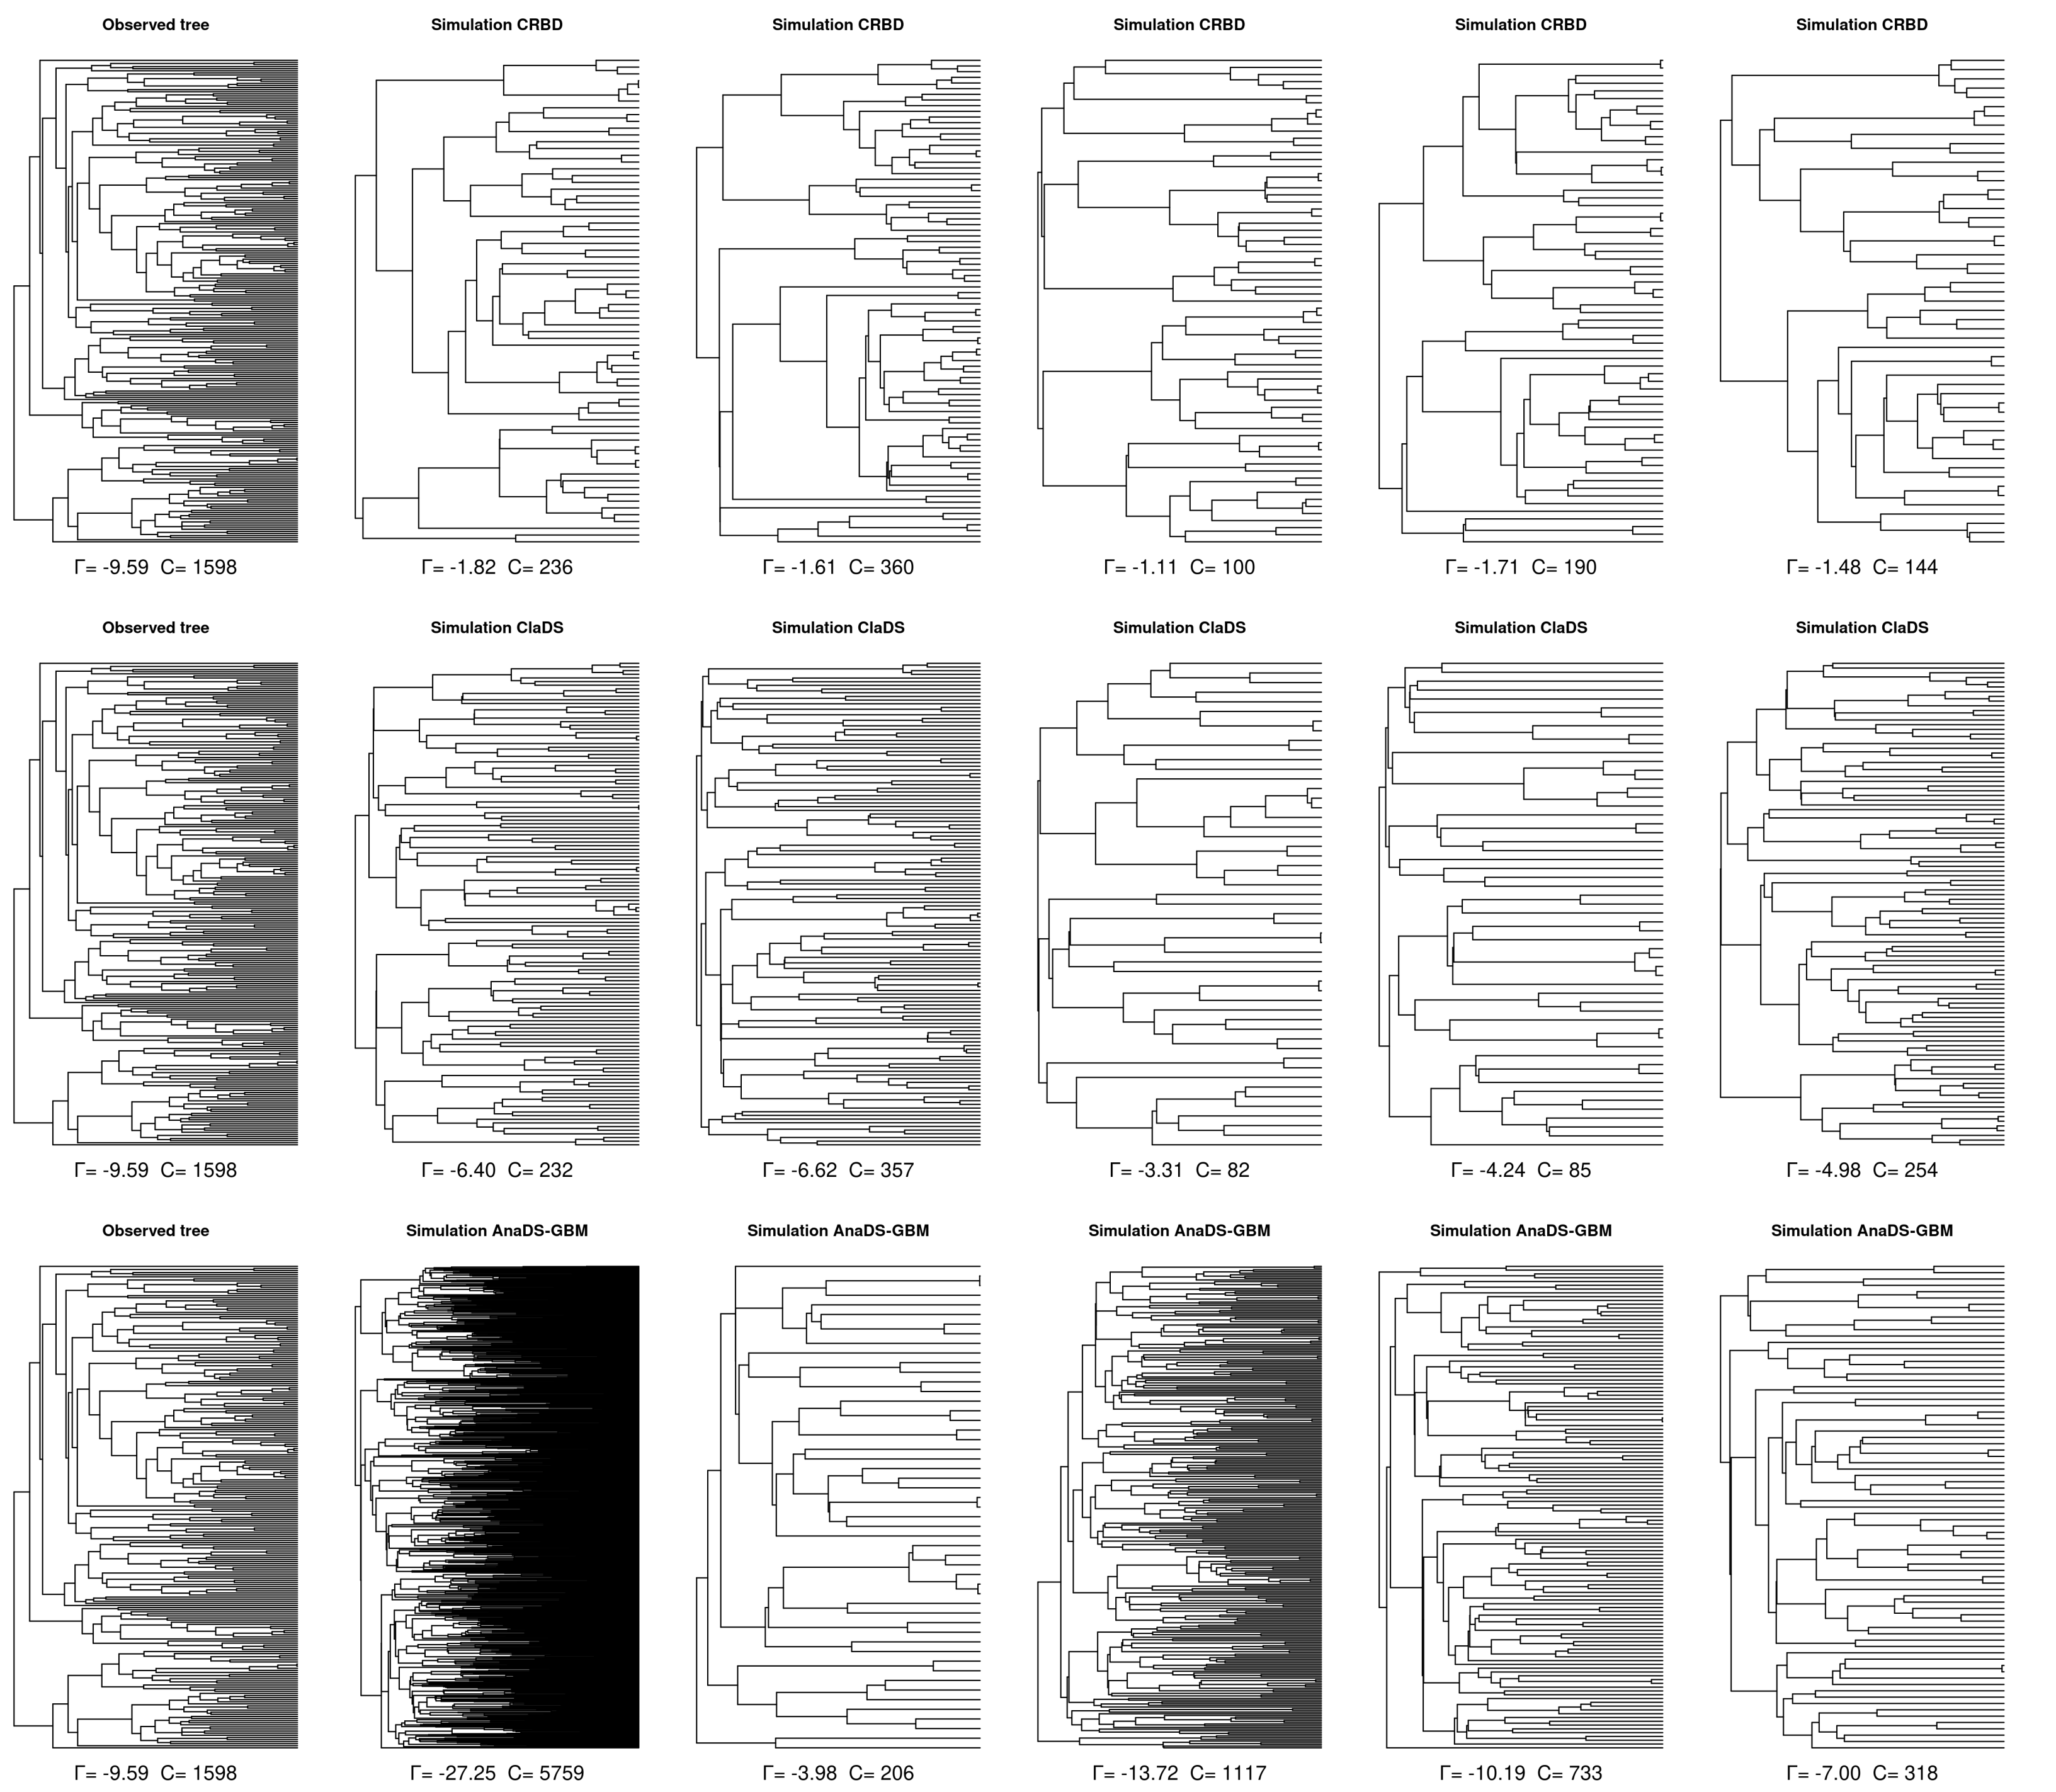 Observed tree Simulation CRBD Simulation CRBD Simulation CRBD Simulation CRBD Simulation CRBD
Γ= -9.59 C= 1598 Γ= -1.82 C= 236 Γ= -1.61 C= 360 Γ= -1.11 C= 100 Γ= -1.71 C= 190 Γ= -1.48 C= 144
Observed tree Simulation ClaDS Simulation ClaDS Simulation ClaDS Simulation ClaDS Simulation ClaDS
Γ= -9.59 C= 1598 Γ= -6.40 C= 232 Γ= -6.62 C= 357 Γ= -3.31 C= 82 Γ= -4.24 C= 85 Γ= -4.98 C= 254
Observed tree Simulation AnaDS-GBM Simulation AnaDS-GBM Simulation AnaDS-GBM Simulation AnaDS-GBM Simulation AnaDS-GBM
Γ= -9.59 C= 1598 Γ= -27.25 C= 5759 Γ= -3.98 C= 206 Γ= -13.72 C= 1117 Γ= -10.19 C= 733 Γ= -7.00 C= 318